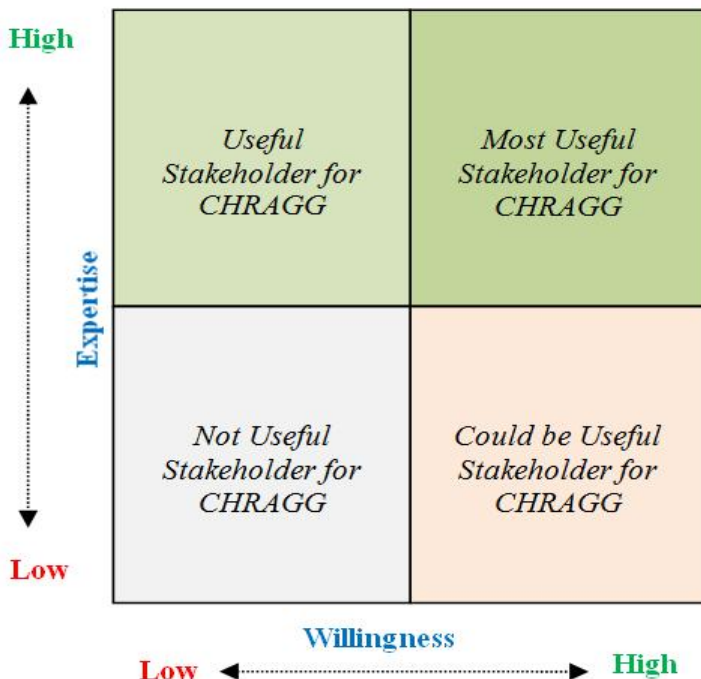 High
Useful
Stakeholder for
CHRAGG
Most Useful
Stakeholder for
CHRAGG
Expertise
Not Useful
Stakeholder for
CHRAGG
Could be Useful
Stakeholder for
CHRAGG
Low
Willingness
Low
High